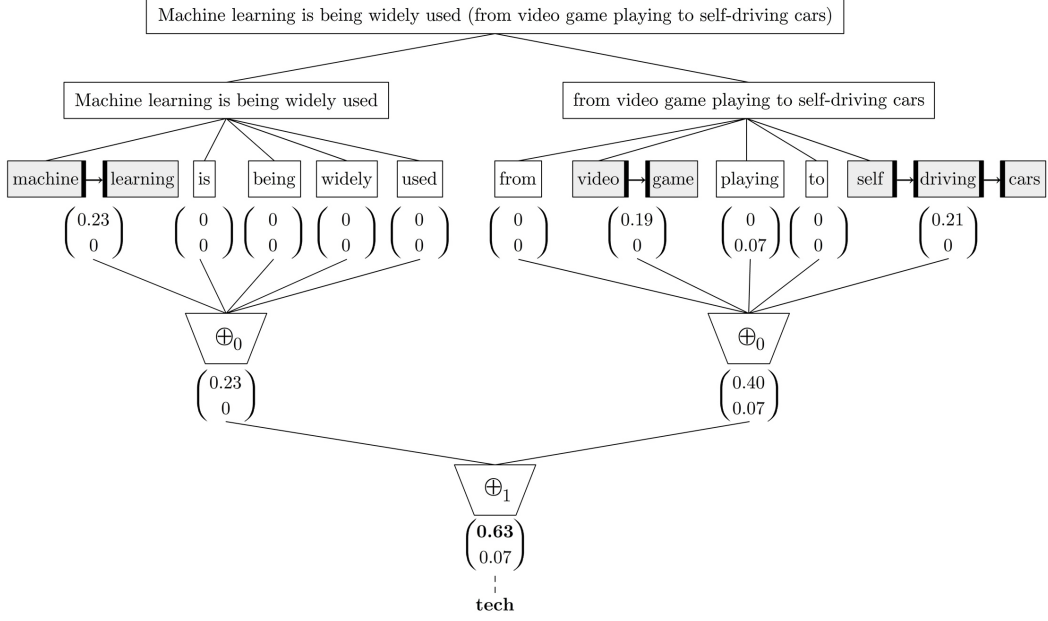 Machine learning is being widely used (from video game playing to self-driving cars)
Machine learning is being widely used from video game playing to self-driving cars
machine learning is being widely used from video game playing to self driving cars
0.23 0 0 0 0 0 0.19 0 0 0.21
0 0 0 0 0 0 0 0.07 0 0
⊕0 ⊕0
0.23 0.40
0 0.07
⊕1
0.63
0.07
tech